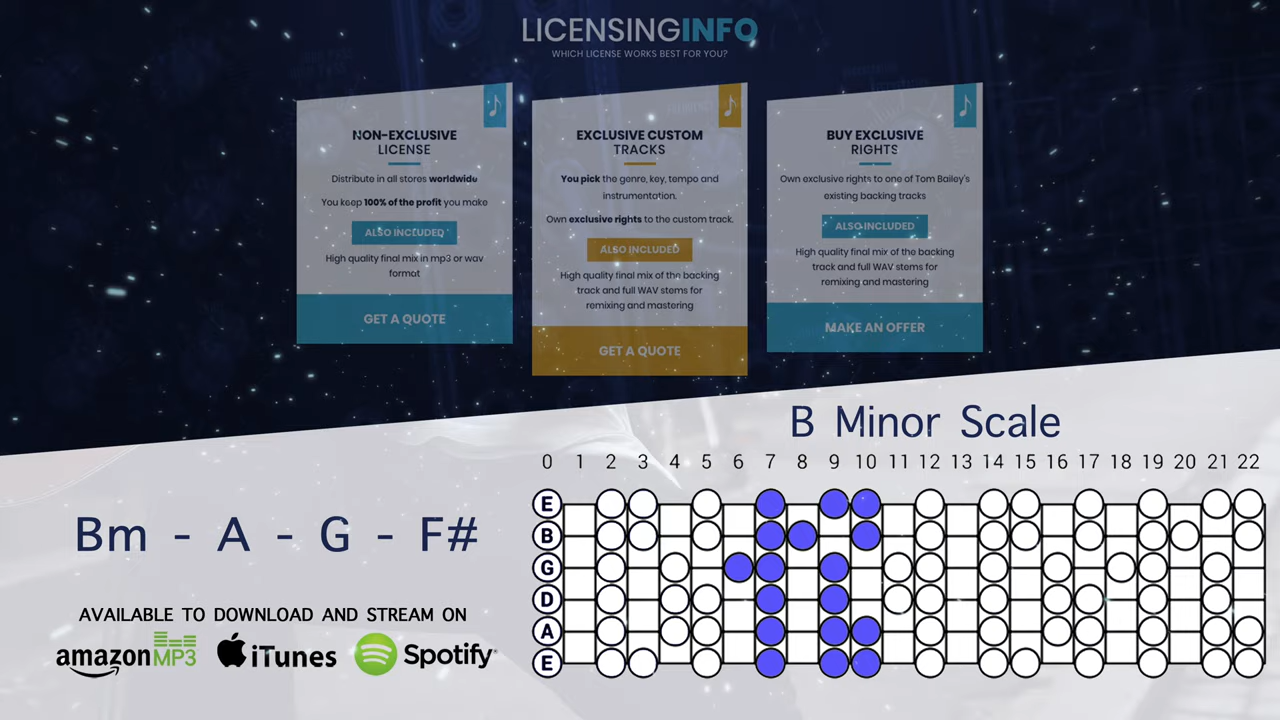 LICENSINGINFO
WHICH LICENSE WORKS BEST FOR YOU?
NON-EXCLUSIVE
LICENSE
Distribute in all stores worldwide
You keep 100% of the profit you make
ALSO INCLUDED
High quality final mix in mp3 or wav
format
GET A QUOTE
EXCLUSIVE CUSTOM
TRACKS
You pick the genre, key, tempo and
instrumentation.
Own exclusive rights to the custom track.
ALSO INCLUDED
High quality final mix of the backing
track and full WAV stems for
remixing and mastering
GET A QUOTE
BUY EXCLUSIVE
RIGHTS
Own exclusive rights to one of Tom Bailey's
existing backing tracks
ALSO INCLUDED
High quality final mix of the backing
track and full WAV stems for
remixing and mastering
MAKE AN OFFER
Bm - A - G - F#
AVAILABLE TO DOWNLOAD AND STREAM ON
amazonMP3 iTunes Spotify
B Minor Scale
0 1 2 3 4 5 6 7 8 9 10 11 12 13 14 15 16 17 18 19 20 21 22
E
B
G
D
A
E